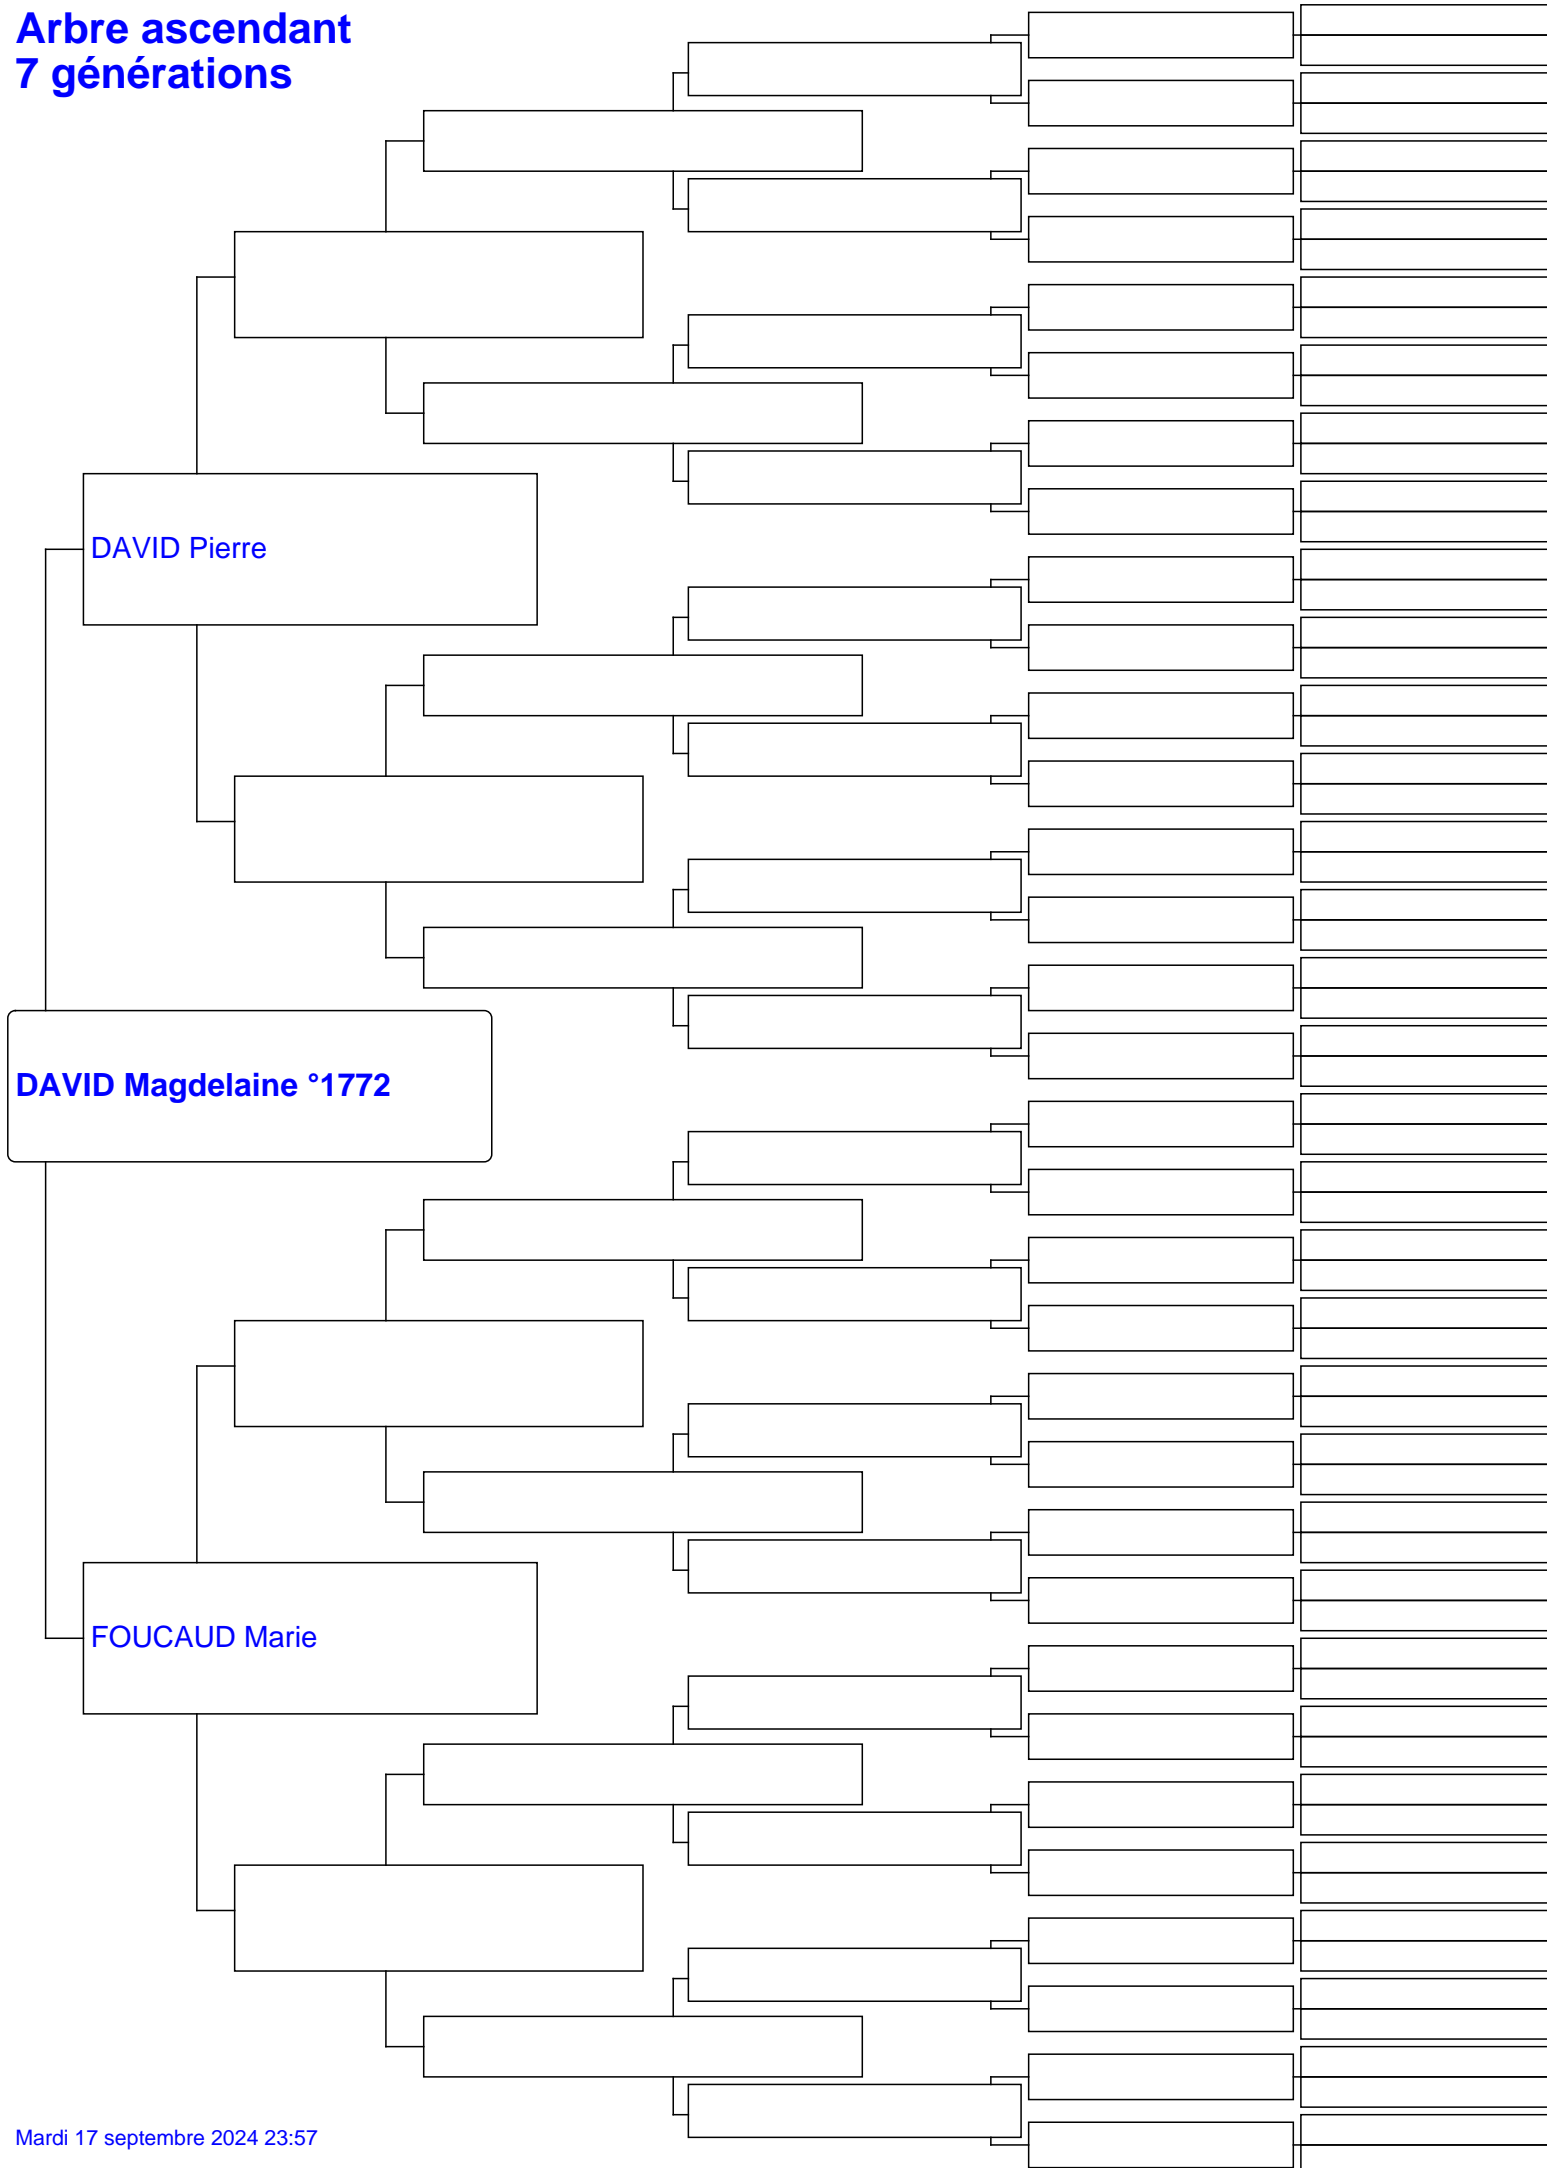 Arbre ascendant
7 générations
DAVID Pierre
DAVID Magdelaine °1772
FOUCAUD Marie
Mardi 17 septembre 2024 23:57